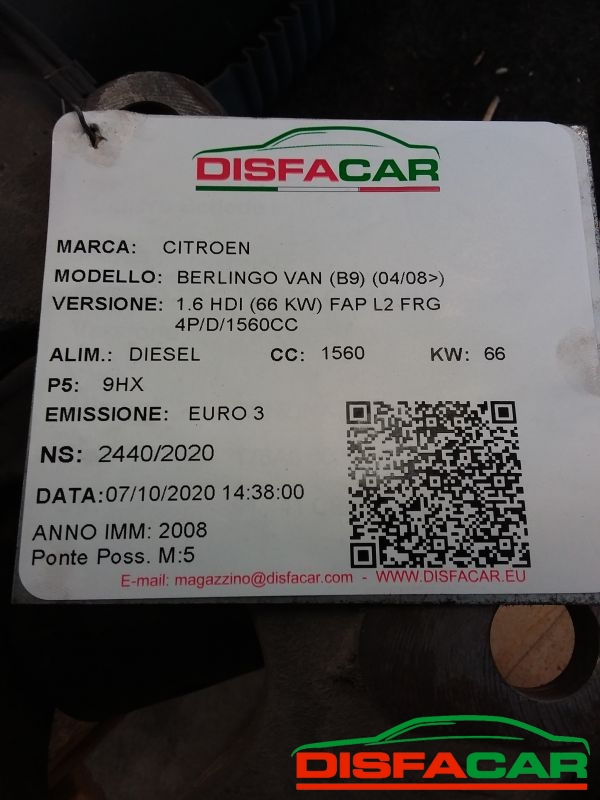 DISFACAR
MARCA: CITROEN
MODELLO: BERLINGO VAN (B9) (04/08>)
VERSIONE: 1.6 HDI (66 KW) FAP L2 FRG
4P/D/1560CC
ALIM.: DIESEL CC: 1560 KW: 66
P5: 9HX
EMISSIONE: EURO 3
NS: 2440/2020
DATA:07/10/2020 14:38:00
ANNO IMM: 2008
Ponte Poss. M:5
E-mail: magazzino@disfacar.com - WWW.DISFACAR.EU
DISFACAR